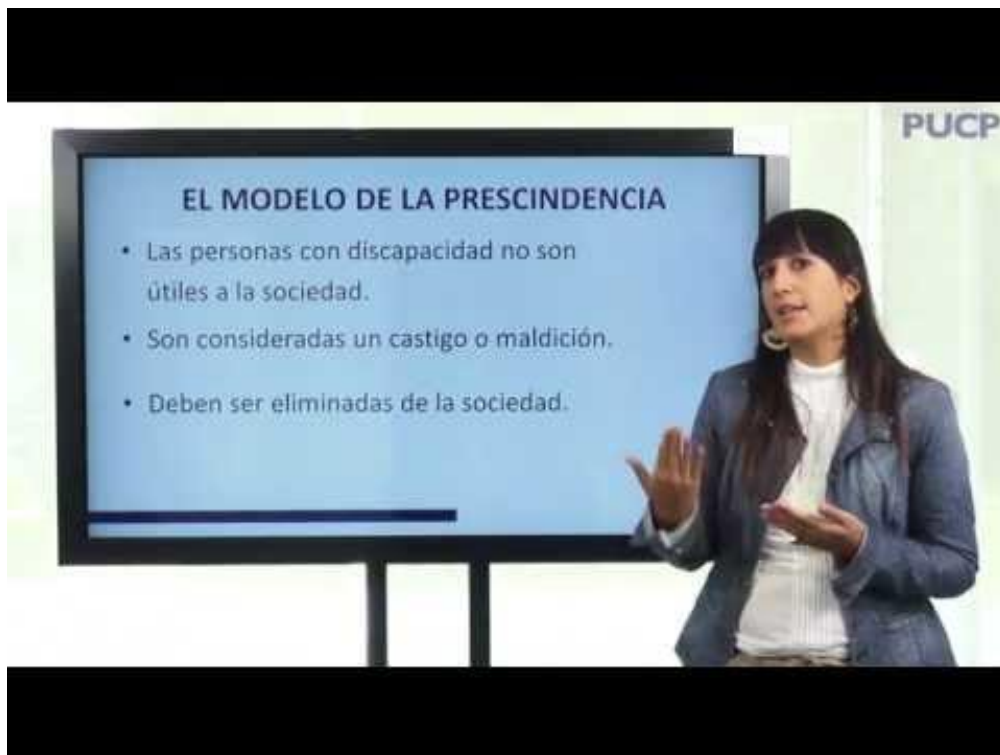 PUCP
EL MODELO DE LA PRESCINDENCIA
• Las personas con discapacidad no son
útiles a la sociedad.
• Son consideradas un castigo o maldición.
• Deben ser eliminadas de la sociedad.